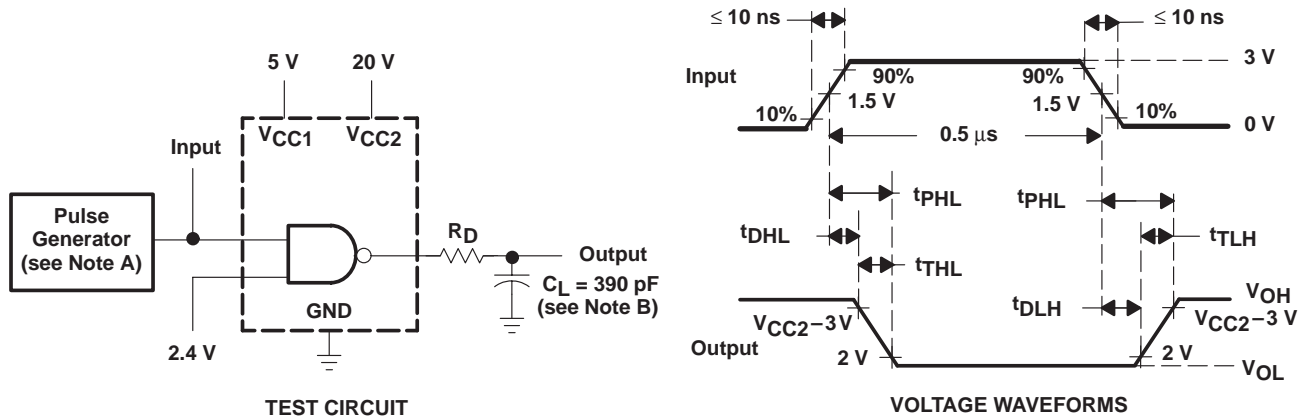 5 V
20 V
VCC1
VCC2
Input
Pulse
Generator
(see Note A)
RD
Output
CL = 390 pF
(see Note B)
GND
2.4 V
TEST CIRCUIT
≤ 10 ns
≤ 10 ns
Input
3 V
90%
90%
1.5 V
1.5 V
10%
10%
0 V
0.5 μs
tPHL
tPHL
tDHL
tTLH
tTHL
tDLH
VOH
VCC2−3 V
VCC2−3 V
Output
2 V
2 V
VOL
VOLTAGE WAVEFORMS